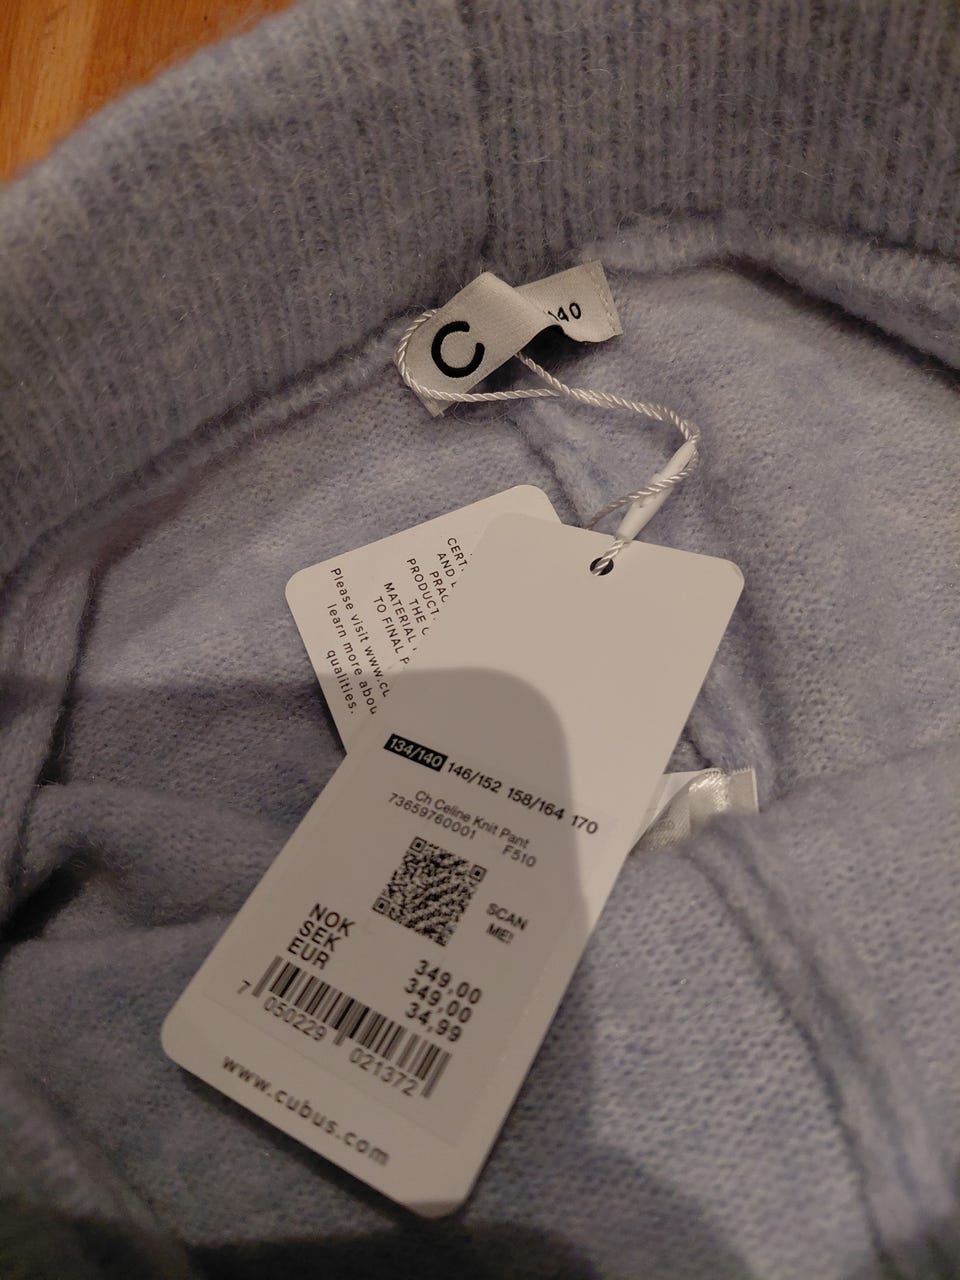 C
140
CERT.
AND
PRAC
PRODUCT.
THE
MATERIAL
TO FINAL
Please visit www.cu
learn more abou
qualities.
134/140 146/152 158/164 170
Ch Celine Knit Pant
73659760001 F510
SCAN
ME!
NOK 349,00
SEK 349,00
EUR 34,99
7 050229 021372
www.cubus.com